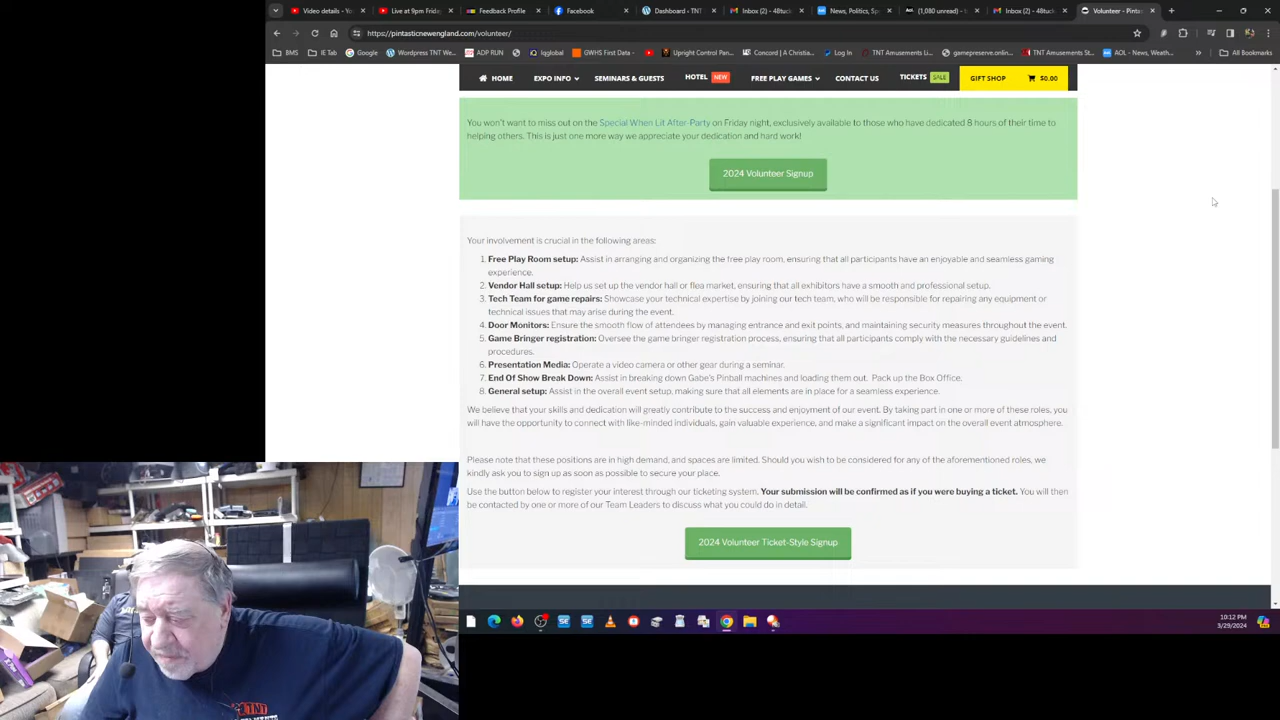 Video details - Yo
Live at 9pm Friday
Feedback Profile
Facebook
Dashboard ‹ TNT
Inbox (2) - 48tuck
News, Politics, Sp
(1,080 unread) - t
Inbox (2) - 48tuck
Volunteer - Pintas
https://pintasticnewengland.com/volunteer/
BMS
IE Tab
Google
Worldpress TNT We...
ADP RUN
iqglobal
GWHS First Data -
Upright Control Pan...
Concord | A Christia...
Log In
TNT Amusements Li...
gamepreserve.online
TNT Amusements St...
AOL - News, Weath...
All Bookmarks
HOME
EXPO INFO
SEMINARS & GUESTS
HOTEL NEW
FREE PLAY GAMES
CONTACT US
TICKETS SALE
GIFT SHOP
$0.00
You won't want to miss out on the Special When Lit After-Party on Friday night, exclusively available to those who have dedicated 8 hours of their time to
helping others. This is just one more way we appreciate your dedication and hard work!
2024 Volunteer Signup
Your involvement is crucial in the following areas:
1. Free Play Room setup: Assist in arranging and organizing the free play room, ensuring that all participants have an enjoyable and seamless gaming
experience.
2. Vendor Hall setup: Help us set up the vendor hall or flea market, ensuring that all exhibitors have a smooth and professional setup.
3. Tech Team for game repairs: Showcase your technical expertise by joining our tech team, who will be responsible for repairing any equipment or
technical issues that may arise during the event.
4. Door Monitors: Ensure the smooth flow of attendees by managing entrance and exit points, and maintaining security measures throughout the event.
5. Game Bringer registration: Oversee the game bringer registration process, ensuring that all participants comply with the necessary guidelines and
procedures.
6. Presentation Media: Operate a video camera or other gear during a seminar.
7. End Of Show Break Down: Assist in breaking down Gabe's Pinball machines and loading them out. Pack up the Box Office.
8. General setup: Assist in the overall event setup, making sure that all elements are in place for a seamless experience.
We believe that your skills and dedication will greatly contribute to the success and enjoyment of our event. By taking part in one or more of these roles, you
will have the opportunity to connect with like-minded individuals, gain valuable experience, and make a significant impact on the overall event atmosphere.
Please note that these positions are in high demand, and spaces are limited. Should you wish to be considered for any of the aforementioned roles, we
kindly ask you to sign up as soon as possible to secure your place.
Use the button below to register your interest through our ticketing system. Your submission will be confirmed as if you were buying a ticket. You will then
be contacted by one or more of our Team Leaders to discuss what you could do in detail.
2024 Volunteer Ticket-Style Signup
10:12 PM
3/29/2024
TNT